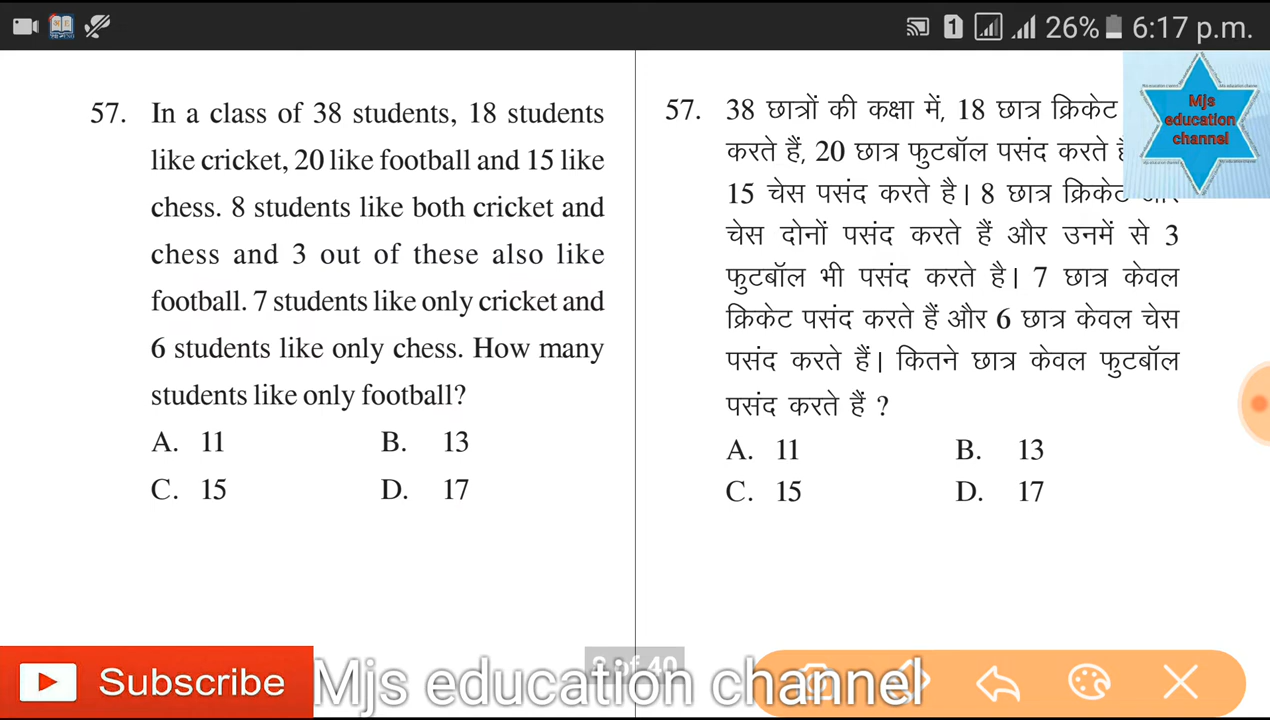 26% 6:17 p.m.
57. In a class of 38 students, 18 students
like cricket, 20 like football and 15 like
chess. 8 students like both cricket and
chess and 3 out of these also like
football. 7 students like only cricket and
6 students like only chess. How many
students like only football?
A. 11 B. 13
C. 15 D. 17
57. 38 छात्रों की कक्षा में, 18 छात्र क्रिकेट
करते हैं, 20 छात्र फुटबॉल पसंद करते
15 चेस पसंद करते है। 8 छात्र क्रिकेट
चेस दोनों पसंद करते हैं और उनमें से 3
फुटबॉल भी पसंद करते है। 7 छात्र केवल
क्रिकेट पसंद करते हैं और 6 छात्र केवल चेस
पसंद करते हैं। कितने छात्र केवल फुटबॉल
पसंद करते हैं ?
A. 11 B. 13
C. 15 D. 17
Mjs
education
channel
Subscribe Mjs education channel